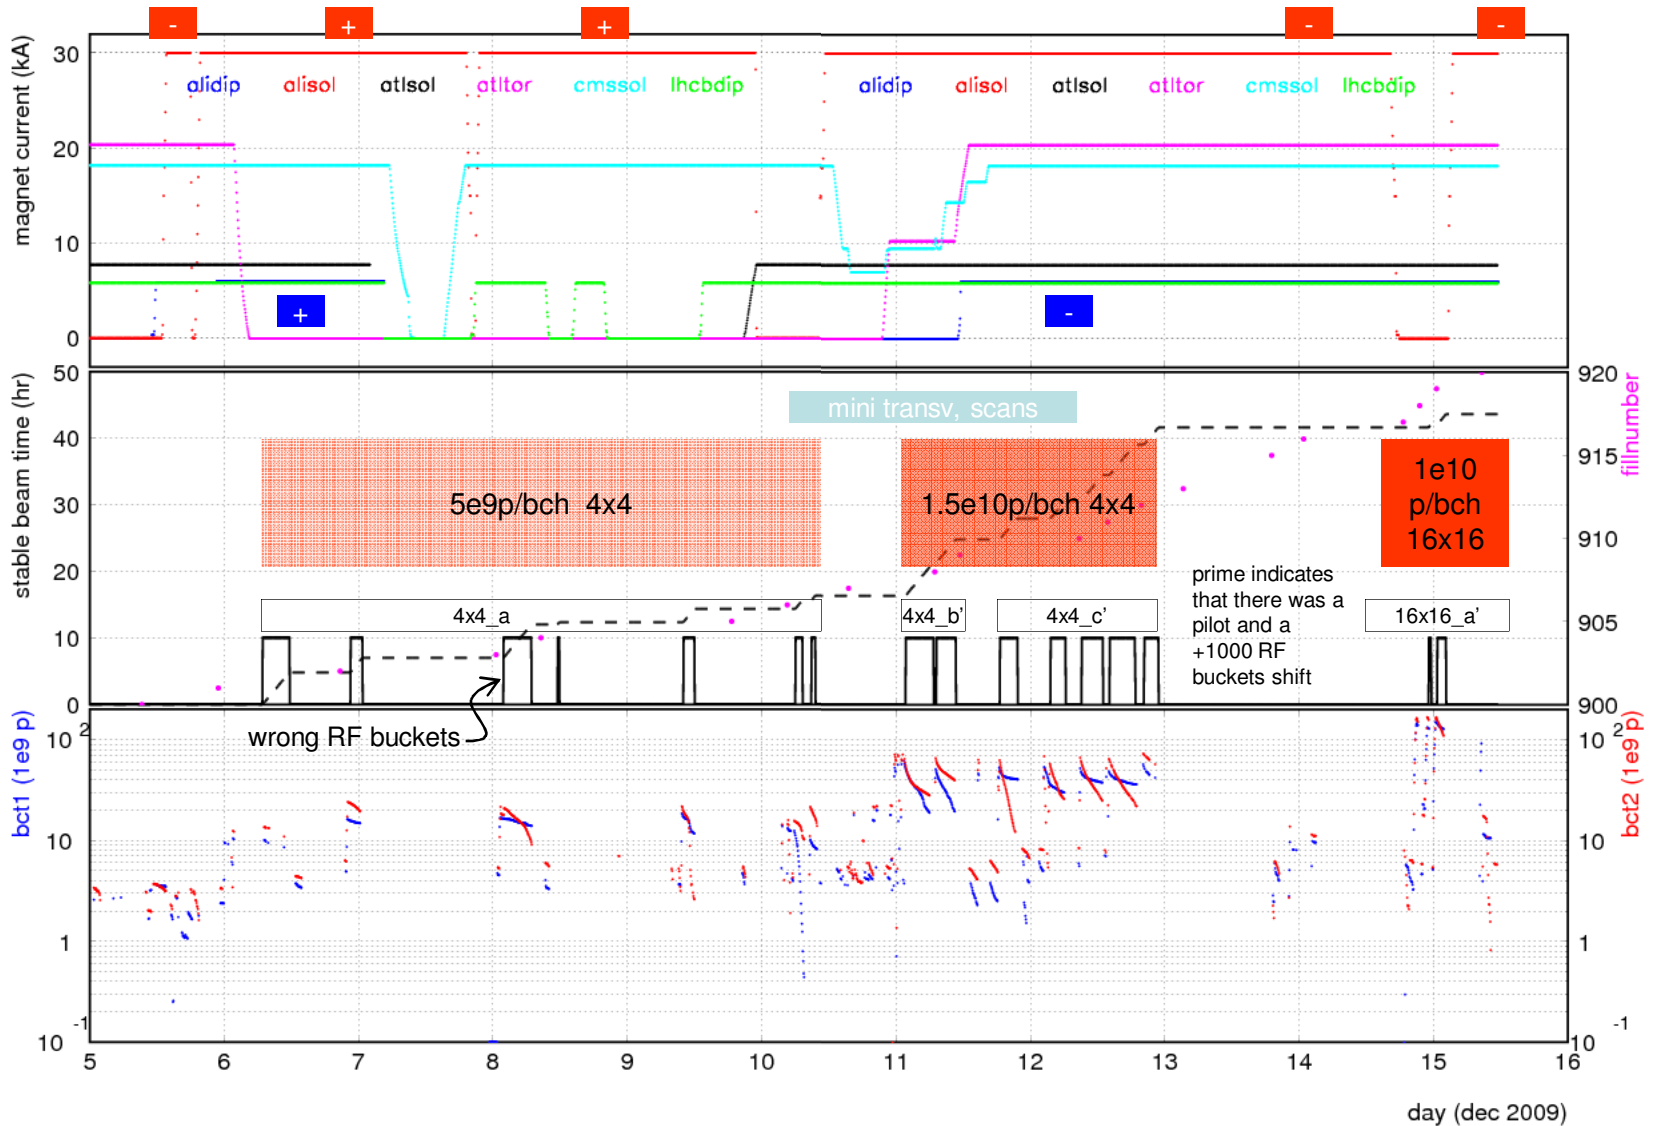 - + + - -
magnet current (kA)
30
20
10
0
alidip alisol atlsol atltor cmssol lhcbdip alidip alisol atlsol atltor cmssol lhcbdip
+ -
stable beam time (hr)
50
40
30
20
10
0
fillnumber
920
915
910
905
900
mini transv, scans
5e9p/bch 4x4
1.5e10p/bch 4x4
1e10
p/bch
16x16
prime indicates
that there was a
pilot and a
+1000 RF
buckets shift
4x4_a
4x4_b'
4x4_c'
16x16_a'
wrong RF buckets
bct1 (1e9 p)
10 2
10
1
10 -1
bct2 (1e9 p)
10 2
10
1
10 -1
5 6 7 8 9 10 11 12 13 14 15 16
day (dec 2009)